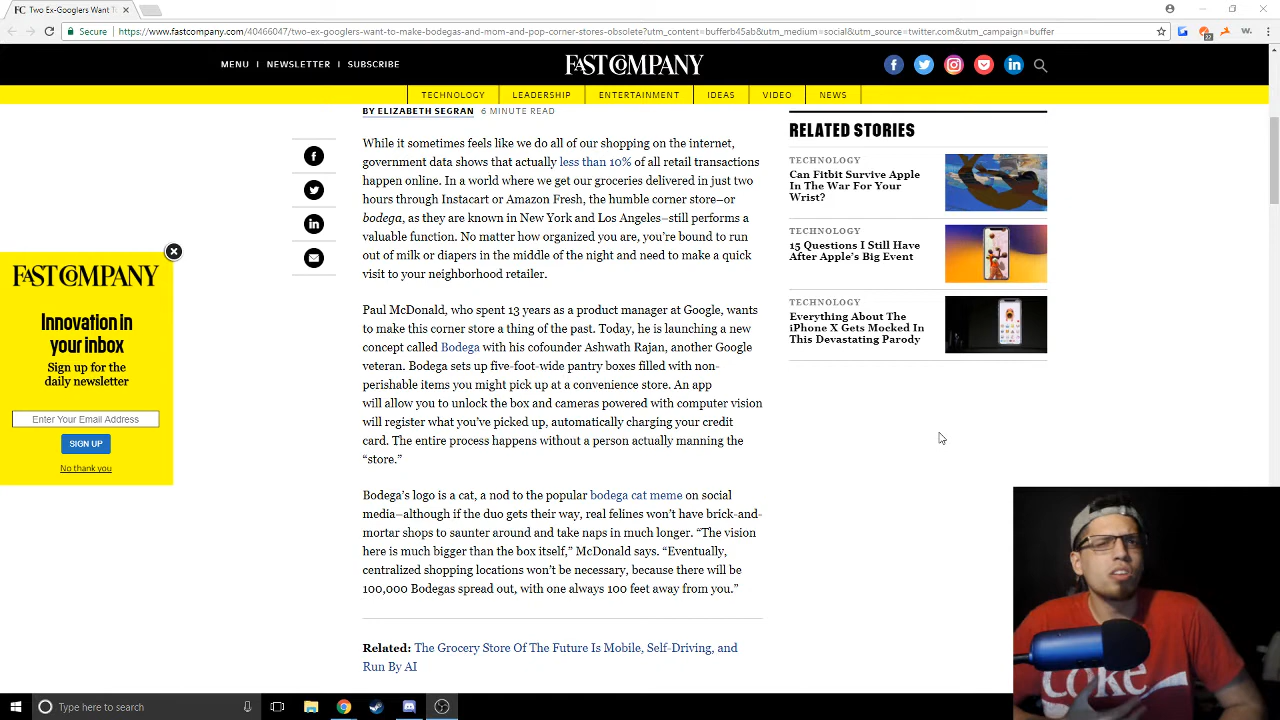 Two Ex-Googlers Want T
Secure
https://www.fastcompany.com/40466047/two-ex-googlers-want-to-make-bodegas-and-mom-and-pop-corner-stores-obsolete?utm_content=bufferb45ab&utm_medium=social&utm_source=twitter.com&utm_campaign=buffer
MENU | NEWSLETTER | SUBSCRIBE
FAST COMPANY
TECHNOLOGY | LEADERSHIP | ENTERTAINMENT | IDEAS | VIDEO | NEWS
BY ELIZABETH SEGRAN 6 MINUTE READ
While it sometimes feels like we do all of our shopping on the internet,
government data shows that actually less than 10% of all retail transactions
happen online. In a world where we get our groceries delivered in just two
hours through Instacart or Amazon Fresh, the humble corner store–or
bodega, as they are known in New York and Los Angeles–still performs a
valuable function. No matter how organized you are, you’re bound to run
out of milk or diapers in the middle of the night and need to make a quick
visit to your neighborhood retailer.
Paul McDonald, who spent 13 years as a product manager at Google, wants
to make this corner store a thing of the past. Today, he is launching a new
concept called Bodega with his cofounder Ashwath Rajan, another Google
veteran. Bodega sets up five-foot-wide pantry boxes filled with non-
perishable items you might pick up at a convenience store. An app
will allow you to unlock the box and cameras powered with computer vision
will register what you’ve picked up, automatically charging your credit
card. The entire process happens without a person actually manning the
“store.”
Bodega’s logo is a cat, a nod to the popular bodega cat meme on social
media–although if the duo gets their way, real felines won’t have brick-and-
mortar shops to saunter around and take naps in much longer. “The vision
here is much bigger than the box itself,” McDonald says. “Eventually,
centralized shopping locations won’t be necessary, because there will be
100,000 Bodegas spread out, with one always 100 feet away from you.”
Related: The Grocery Store Of The Future Is Mobile, Self-Driving, and
Run By AI
RELATED STORIES
TECHNOLOGY
Can Fitbit Survive Apple
In The War For Your
Wrist?
TECHNOLOGY
15 Questions I Still Have
After Apple’s Big Event
TECHNOLOGY
Everything About The
iPhone X Gets Mocked In
This Devastating Parody
FAST COMPANY
Innovation in
your inbox
Sign up for the
daily newsletter
Enter Your Email Address
SIGN UP
No thank you
Coke
Type here to search